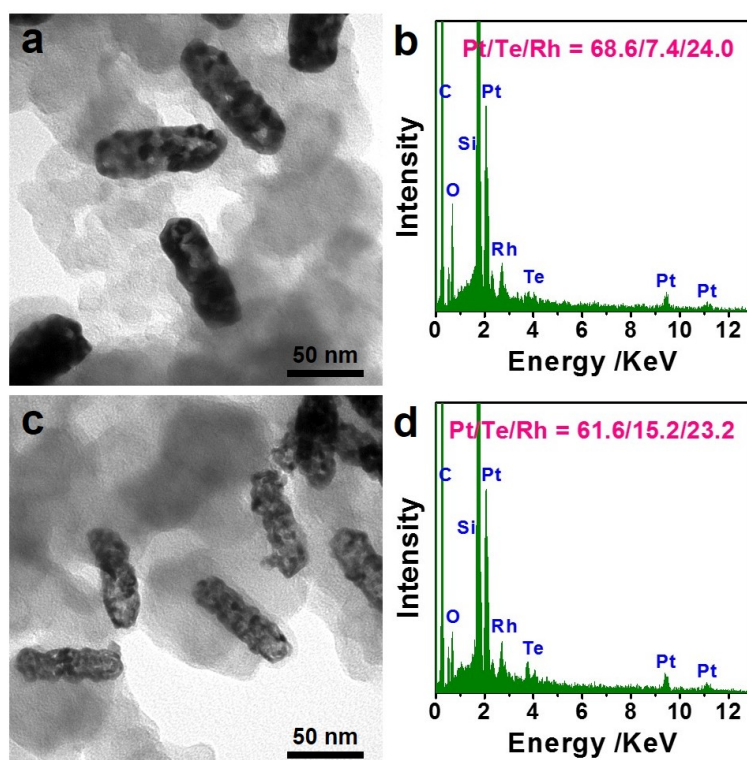 a
50 nm
b
Pt/Te/Rh = 68.6/7.4/24.0
C
Pt
Si
O
Rh
Te
Pt
Pt
Intensity
0 2 4 6 8 10 12
Energy /KeV
c
50 nm
d
Pt/Te/Rh = 61.6/15.2/23.2
C
Pt
Si
O
Rh
Te
Pt
Pt
Intensity
0 2 4 6 8 10 12
Energy /KeV